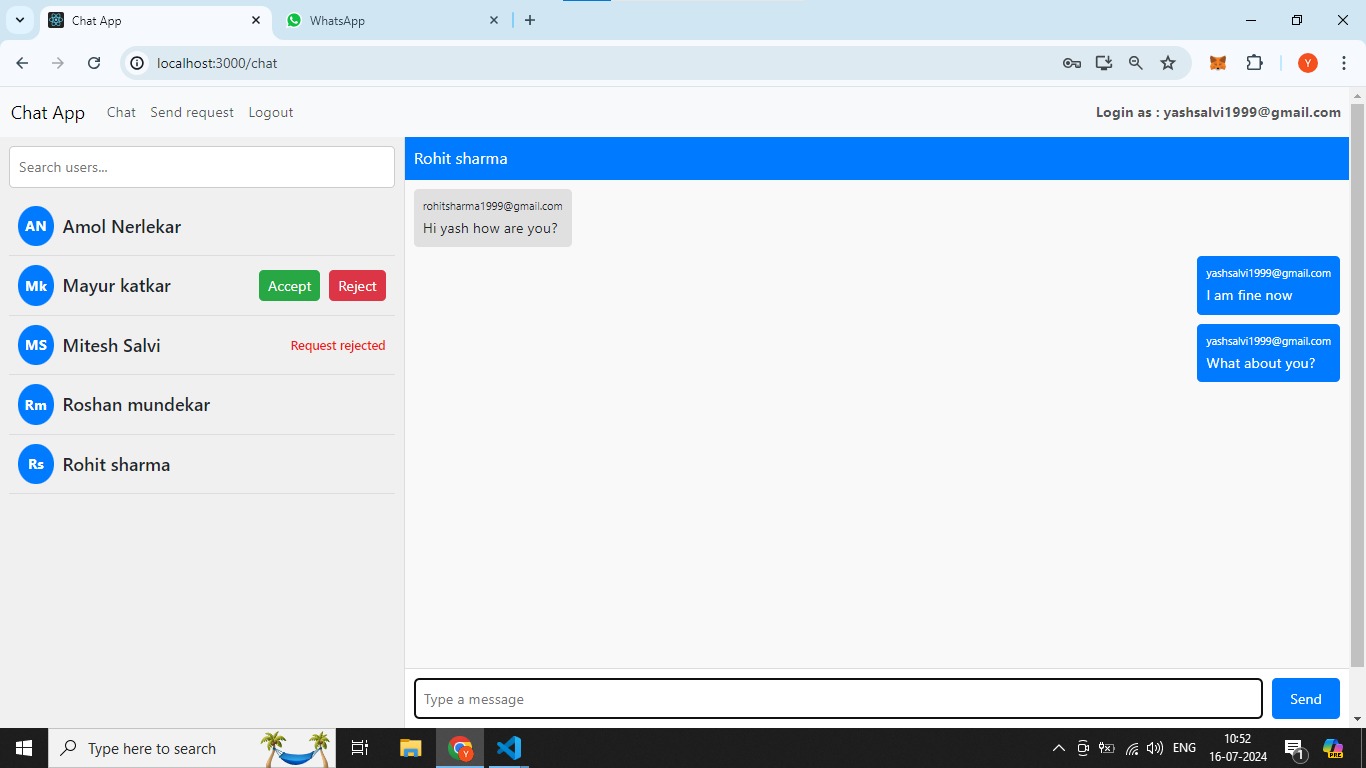 Chat App
WhatsApp
localhost:3000/chat
Y
Chat App Chat Send request Logout Login as : yashsalvi1999@gmail.com
Search users...
AN Amol Nerlekar
Mk Mayur katkar Accept Reject
MS Mitesh Salvi Request rejected
Rm Roshan mundekar
Rs Rohit sharma
Rohit sharma
rohitsharma1999@gmail.com
Hi yash how are you?
yashsalvi1999@gmail.com
I am fine now
yashsalvi1999@gmail.com
What about you?
Type a message Send
Type here to search
Y
ENG
10:52
16-07-2024
1
PRE